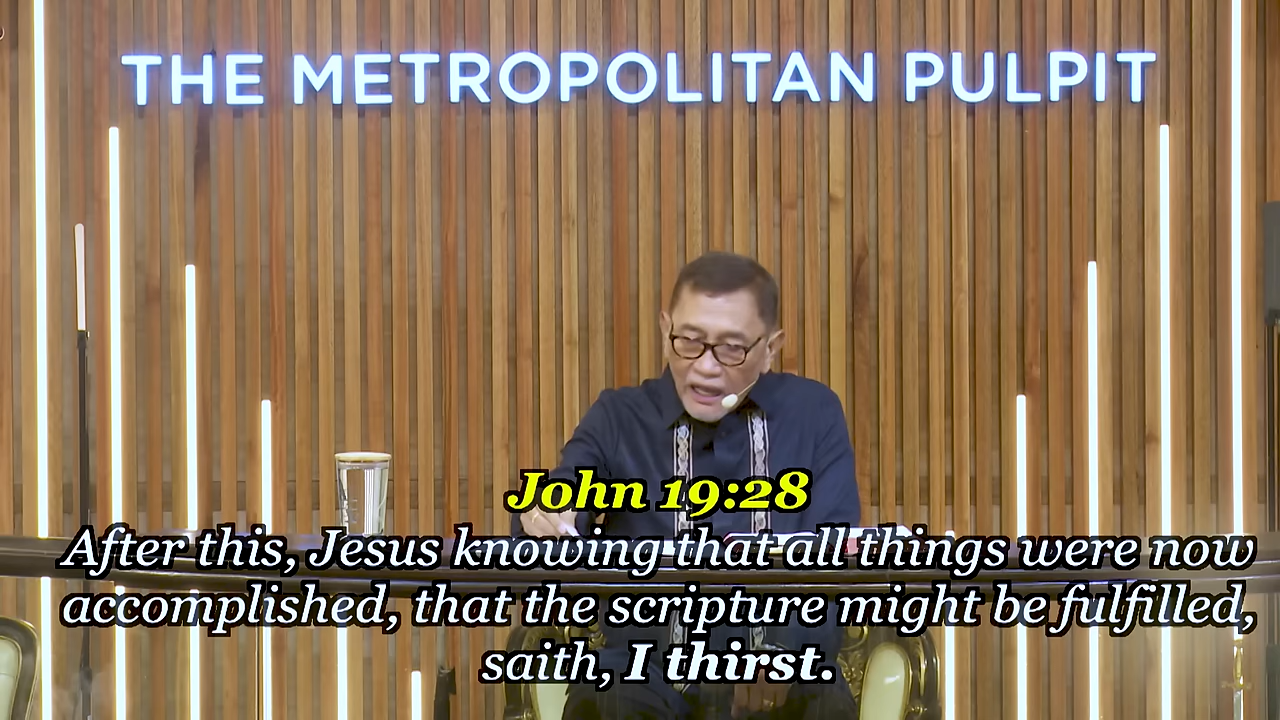 THE METROPOLITAN PULPIT
John 19:28
After this, Jesus knowing that all things were now
accomplished, that the scripture might be fulfilled,
saith, I thirst.